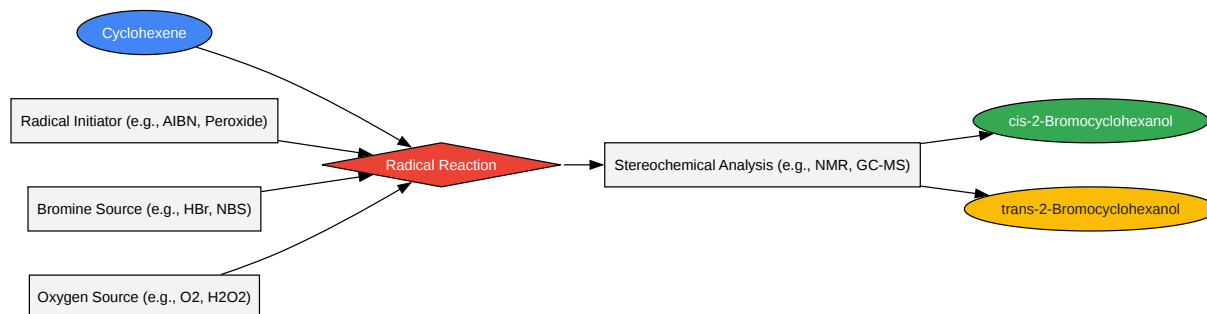 Cyclohexene
Radical Initiator (e.g., AIBN, Peroxide)
Bromine Source (e.g., HBr, NBS)
Oxygen Source (e.g., O2, H2O2)
Radical Reaction
Stereochemical Analysis (e.g., NMR, GC-MS)
cis-2-Bromocyclohexanol
trans-2-Bromocyclohexanol